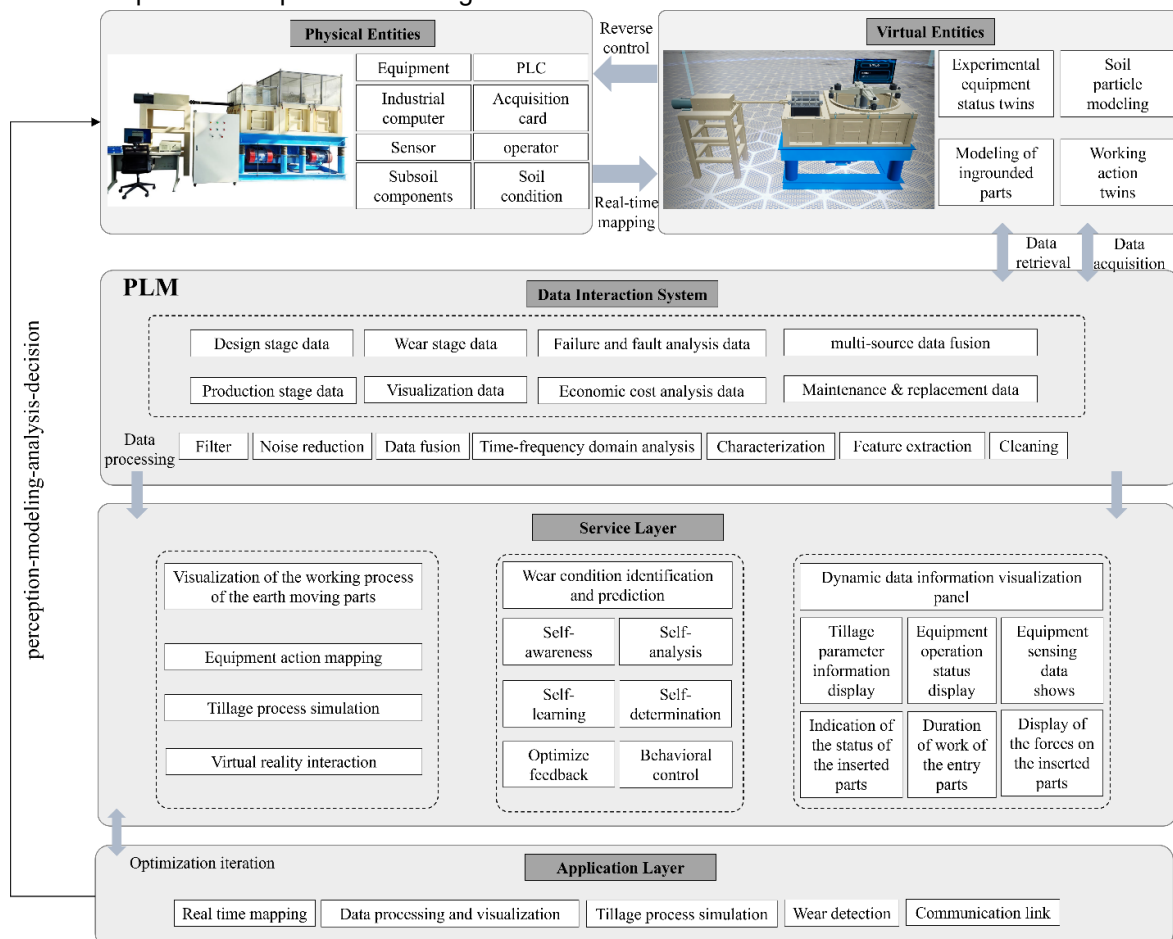 Physical Entities
Equipment
PLC
Industrial
computer
Acquisition
card
Sensor
operator
Subsoil
components
Soil
condition
Reverse
control
Real-time
mapping
Virtual Entities
Experimental
equipment
status twins
Soil
particle
modeling
Modeling of
ingrounded
parts
Working
action
twins
Data
retrieval
Data
acquisition
perception-modeling-analysis-decision
PLM
Data Interaction System
Design stage data
Wear stage data
Failure and fault analysis data
multi-source data fusion
Production stage data
Visualization data
Economic cost analysis data
Maintenance & replacement data
Data
processing
Filter
Noise reduction
Data fusion
Time-frequency domain analysis
Characterization
Feature extraction
Cleaning
Service Layer
Visualization of the working process
of the earth moving parts
Equipment action mapping
Tillage process simulation
Virtual reality interaction
Wear condition identification
and prediction
Self-
awareness
Self-
analysis
Self-
learning
Self-
determination
Optimize
feedback
Behavioral
control
Dynamic data information visualization
panel
Tillage
parameter
information
display
Equipment
operation
status
display
Equipment
sensing
data
shows
Indication of
the status of
the inserted
parts
Duration
of work of
the entry
parts
Display of
the forces on
the inserted
parts
Optimization iteration
Application Layer
Real time mapping
Data processing and visualization
Tillage process simulation
Wear detection
Communication link